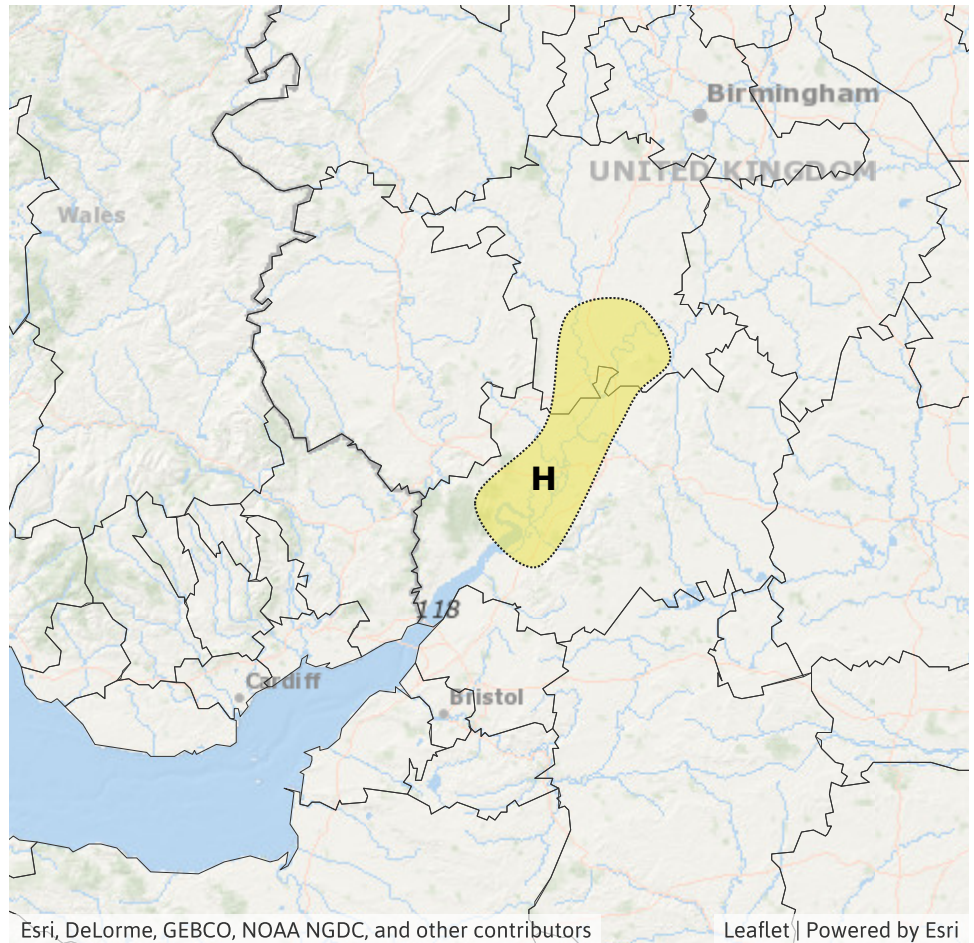 Birmingham
UNITED KINGDOM
Wales
H
118
Cardiff
Bristol
Esri, DeLorme, GEBCO, NOAA NGDC, and other contributors
Leaflet | Powered by Esri